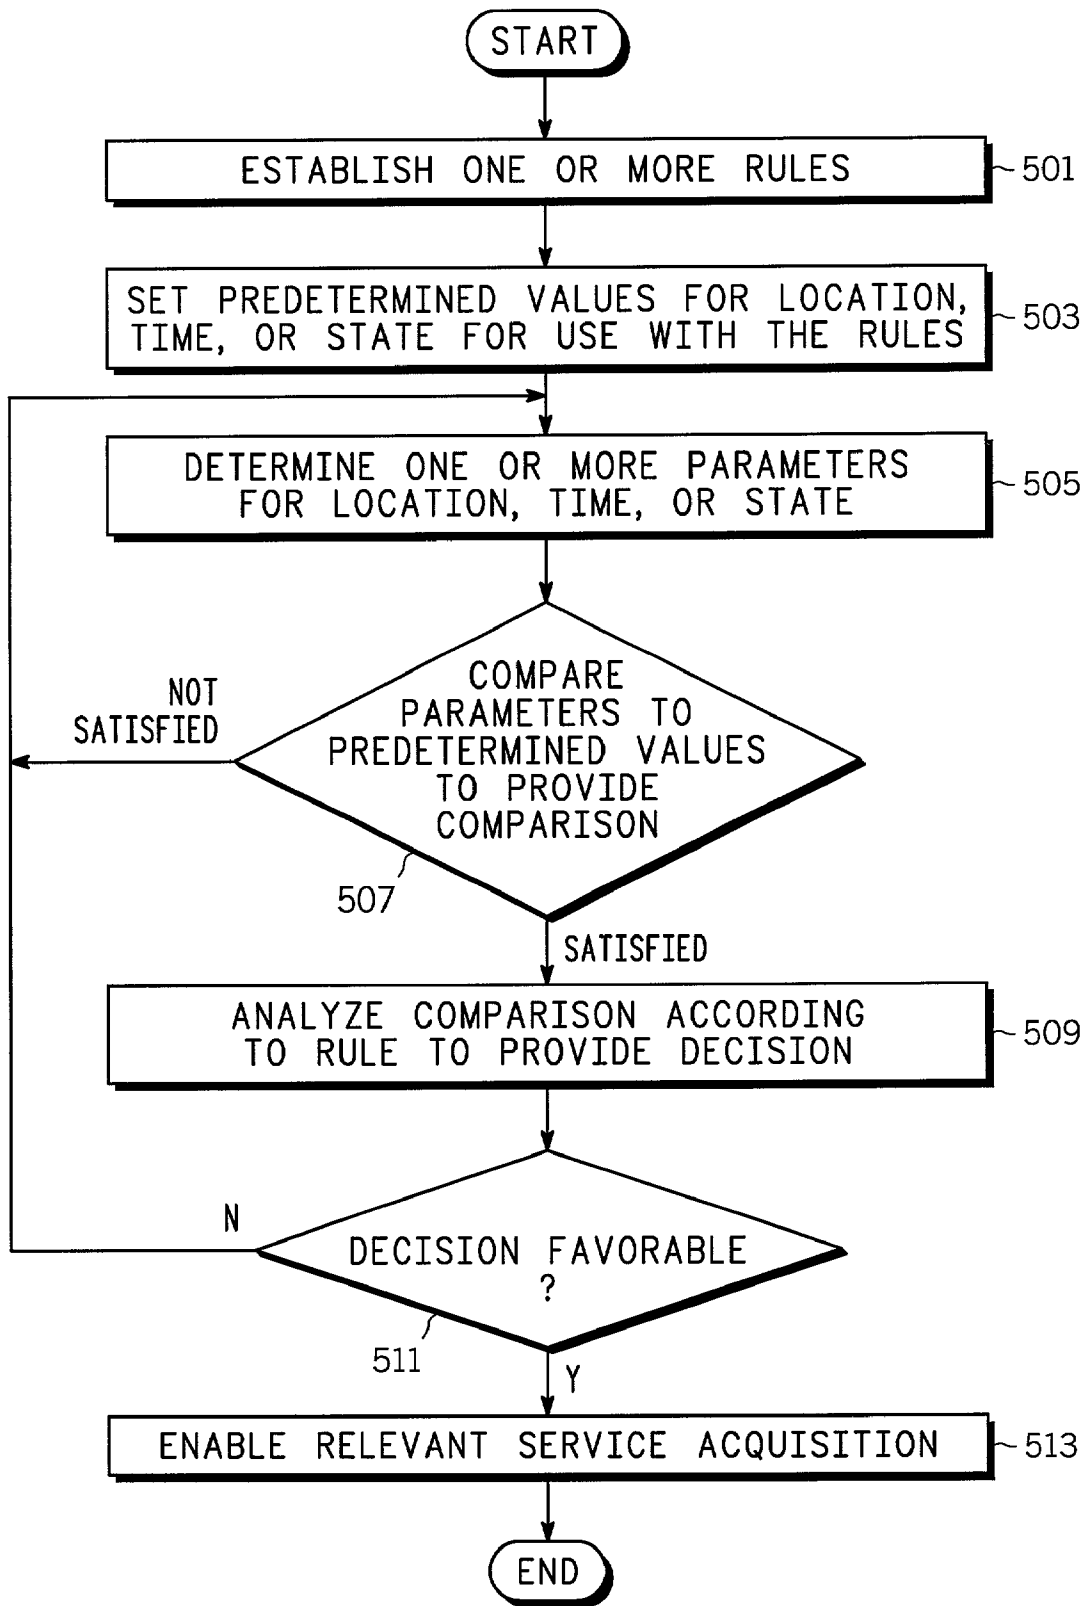 START
ESTABLISH ONE OR MORE RULES
501
SET PREDETERMINED VALUES FOR LOCATION,
TIME, OR STATE FOR USE WITH THE RULES
503
DETERMINE ONE OR MORE PARAMETERS
FOR LOCATION, TIME, OR STATE
505
NOT
SATISFIED
COMPARE
PARAMETERS TO
PREDETERMINED VALUES
TO PROVIDE
COMPARISON
507
SATISFIED
ANALYZE COMPARISON ACCORDING
TO RULE TO PROVIDE DECISION
509
N
DECISION FAVORABLE
?
511
Y
ENABLE RELEVANT SERVICE ACQUISITION
513
END